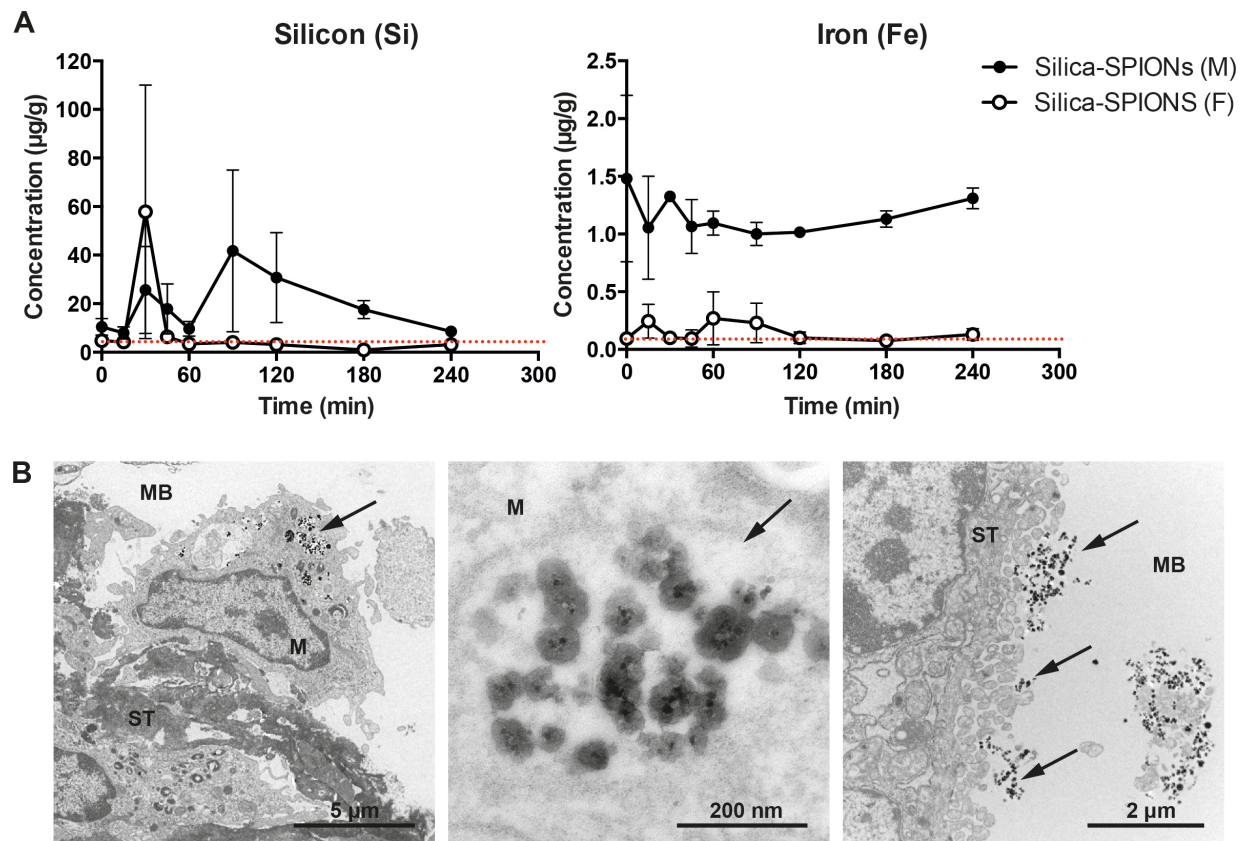 A
Silicon (Si)
Iron (Fe)
Silica-SPIONs (M)
Silica-SPIONS (F)
Concentration (µg/g)
120
100
80
60
40
20
0
0
60
120
180
240
300
Time (min)
Concentration (µg/g)
2.5
2.0
1.5
1.0
0.5
0.0
0
60
120
180
240
300
Time (min)
B
MB
M
ST
5 µm
M
200 nm
ST
MB
2 µm